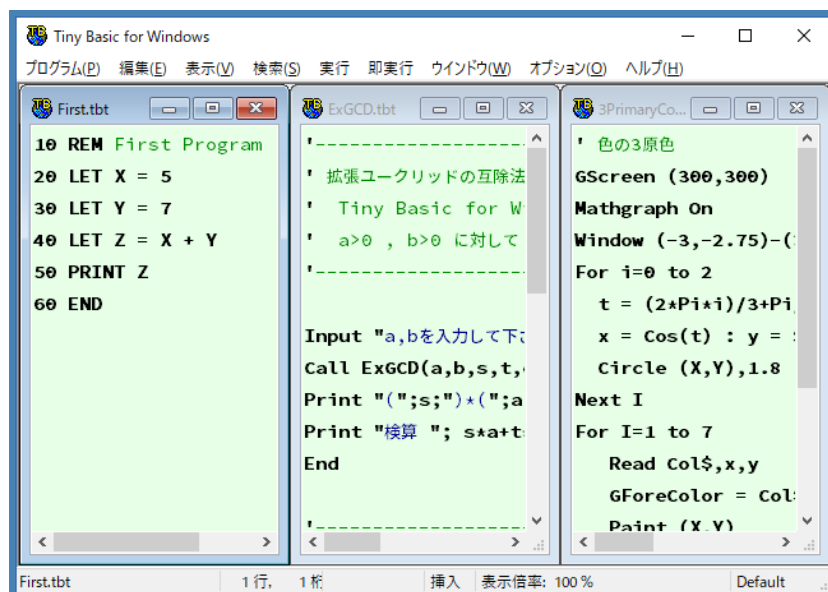 Tiny Basic for Windows
プログラム(P) 編集(E) 表示(V) 検索(S) 実行 即実行 ウインドウ(W) オプション(O) ヘルプ(H)
First.tbt
10 REM First Program
20 LET X = 5
30 LET Y = 7
40 LET Z = X + Y
50 PRINT Z
60 END
ExGCD.tbt
'--------------------
' 拡張ユークリッドの互除法
' Tiny Basic for W
' a>0 , b>0 に対して
'--------------------
Input "a,bを入力して下さ
Call ExGCD(a,b,s,t,
Print "(";s;")*(";a
Print "検算 "; s*a+t
End
'--------------------
3PrimaryCo...
' 色の3原色
GScreen (300,300)
Mathgraph On
Window (-3,-2.75)-(
For i=0 to 2
t = (2*Pi*i)/3+Pi
x = Cos(t) : y =
Circle (X,Y),1.8
Next I
For I=1 to 7
Read Col$,x,y
GForeColor = Col
Paint (X,Y)
First.tbt 1行, 1桁 挿入 表示倍率: 100 % Default